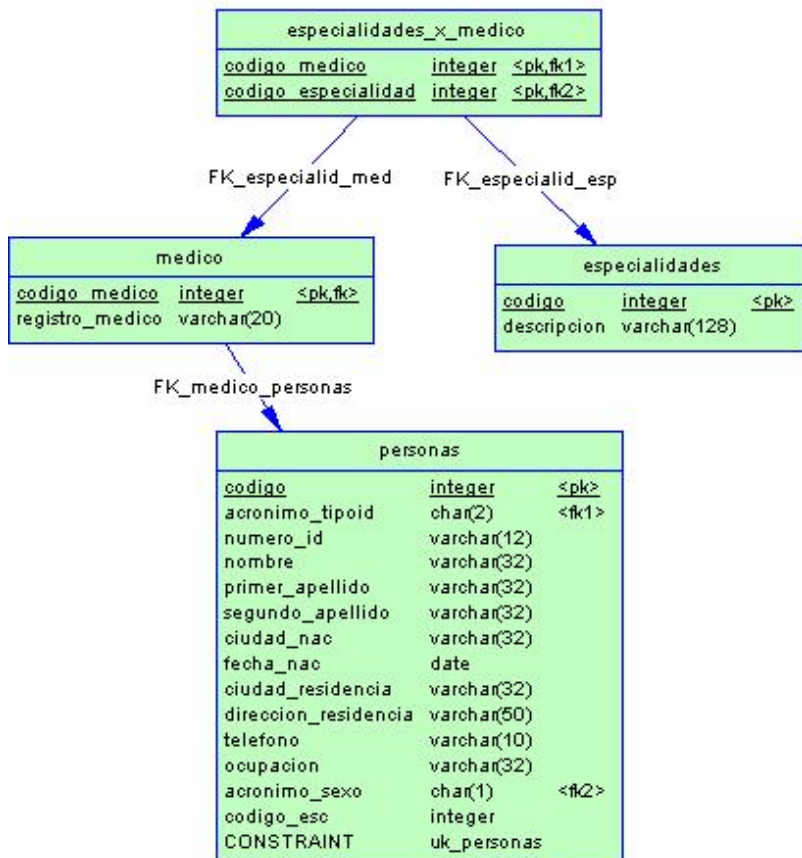 especialidades_x_medico
codigo_medico integer <pk,fk1>
codigo_especialidad integer <pk,fk2>
FK_especialid_med
FK_especialid_esp
medico
codigo_medico integer <pk,fk>
registro_medico varchar(20)
especialidades
codigo integer <pk>
descripcion varchar(128)
FK_medico_personas
personas
codigo integer <pk>
acronimo_tipoid char(2) <fk1>
numero_id varchar(12)
nombre varchar(32)
primer_apellido varchar(32)
segundo_apellido varchar(32)
ciudad_nac varchar(32)
fecha_nac date
ciudad_residencia varchar(32)
direccion_residencia varchar(50)
telefono varchar(10)
ocupacion varchar(32)
acronimo_sexo char(1) <fk2>
codigo_esc integer
CONSTRAINT uk_personas